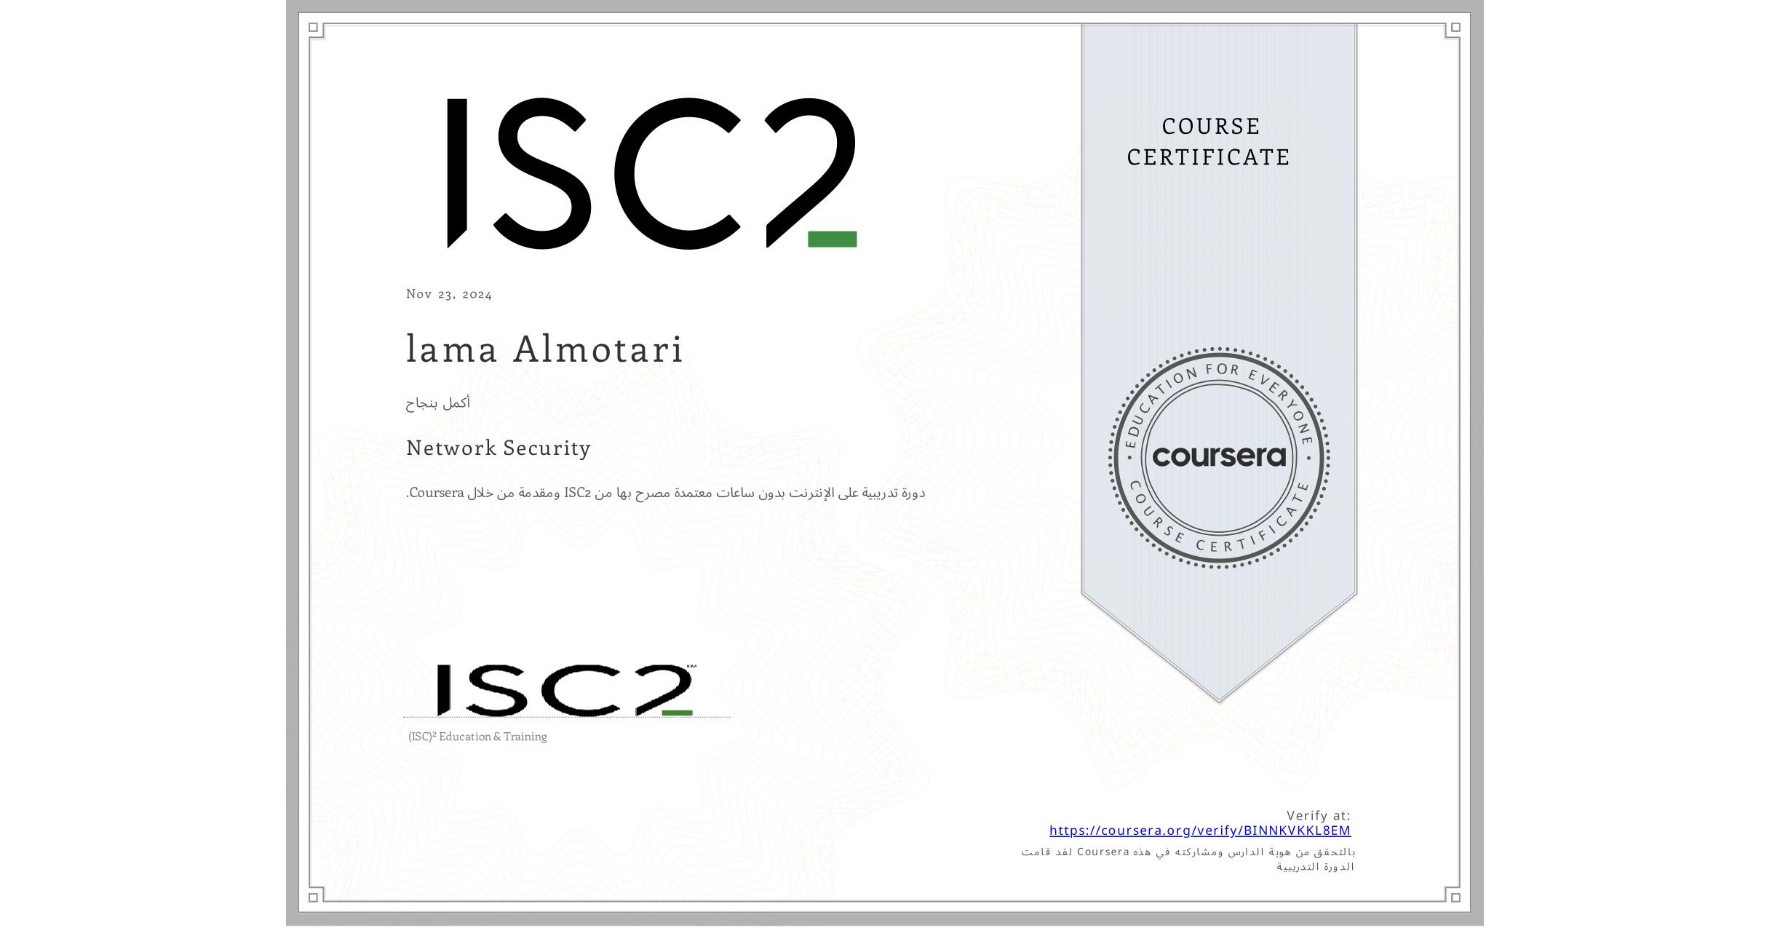 ISC2
COURSE
CERTIFICATE
Nov 23, 2024
lama Almotari
أكمل بنجاح
Network Security
دورة تدريبية على الإنترنت بدون ساعات معتمدة مصرح بها من ISC2 ومقدمة من خلال Coursera.
EDUCATION FOR EVERYONE
coursera
COURSE CERTIFICATE
ISC2™
(ISC)² Education & Training
Verify at:
https://coursera.org/verify/BINNKVKKL8EM
بالتحقق من هوية الدارس ومشاركته في هذه Coursera لقد قامت
الدورة التدريبية